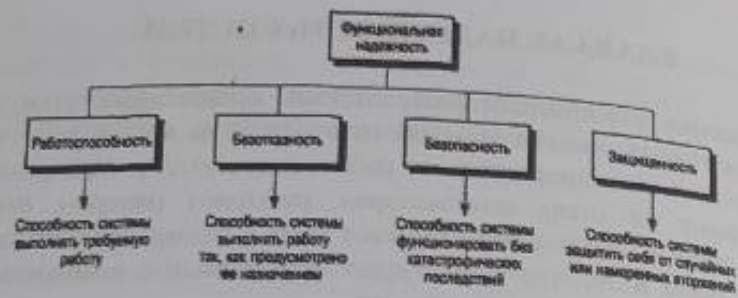 Функциональная
надежность
Работоспособность
Безотказность
Безопасность
Защищенность
Способность системы
выполнять требуемую
работу
Способность системы
выполнять работу
так, как предусмотрено
ее назначением
Способность системы
функционировать без
катастрофических
последствий
Способность системы
защитить себя от случайных
или намеренных вторжений